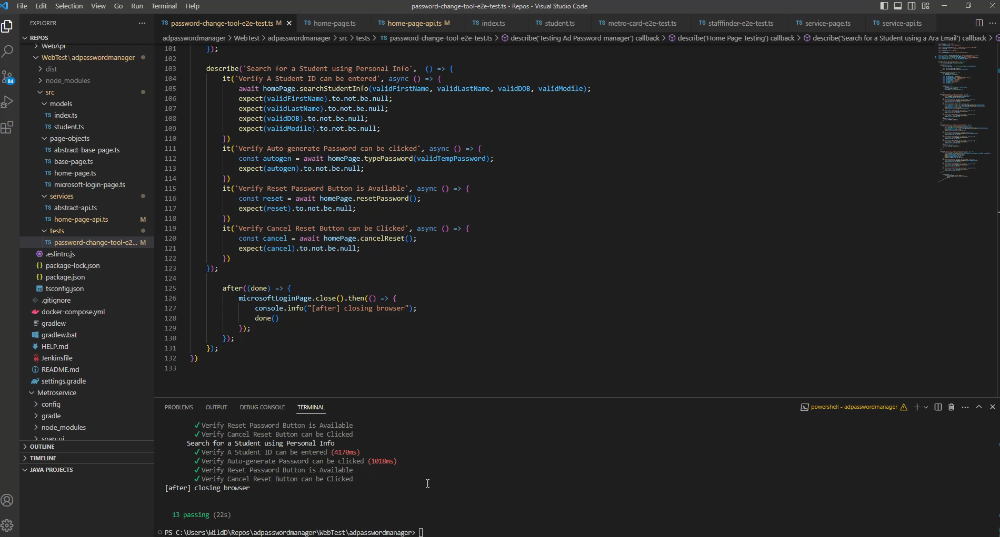 File Edit Selection View Go Run Terminal Help
password-change-tool-e2e-test.ts - Repos - Visual Studio Code
EXPLORER ...
TS password-change-tool-e2e-test.ts M
TS home-page.ts
TS home-page-api.ts M
TS index.ts
TS student.ts
TS metro-card-e2e-test.ts
TS stafffinder-e2e-test.ts
TS service-page.ts
TS service-api.ts
adpasswordmanager > WebTest > adpasswordmanager > src > tests > TS password-change-tool-e2e-test.ts > describe('Testing Ad Password manager') callback > describe('Home Page Testing') callback > describe('Search for a Student using a Ara Email') callback >
REPOS
WebApi
WebTest \ adpasswordmanager
dist
node_modules
src
models
TS index.ts
TS student.ts
page-objects
TS abstract-base-page.ts
TS base-page.ts
TS home-page.ts
TS microsoft-login-page.ts
services
TS abstract-api.ts
TS home-page-api.ts M
tests
TS password-change-tool-e2... M
.eslintrc.js
{} package-lock.json
{} package.json
TS tsconfig.json
.gitignore
docker-compose.yml
gradlew
gradlew.bat
HELP.md
Jenkinsfile
README.md
settings.gradle
Metroservice
config
gradle
node_modules
soap-ui
OUTLINE
TIMELINE
JAVA PROJECTS
84
101 });
102
103 describe('Search for a Student using Personal Info', () => {
104 it('Verify A Student ID can be entered', async () => {
105 await homePage.searchStudentInfo(validFirstName, validLastName, validDOB, validModile);
106 expect(validFirstName).to.not.be.null;
107 expect(validLastName).to.not.be.null;
108 expect(validDOB).to.not.be.null;
109 expect(validModile).to.not.be.null;
110 })
111 it('Verify Auto-generate Password can be clicked', async () => {
112 const autogen = await homePage.typePassword(validTempPassword);
113 expect(autogen).to.not.be.null;
114 })
115 it('Verify Reset Password Button is Available', async () => {
116 const reset = await homePage.resetPassword();
117 expect(reset).to.not.be.null;
118 })
119 it('Verify Cancel Reset Button can be Clicked', async () => {
120 const cancel = await homePage.cancelReset();
121 expect(cancel).to.not.be.null;
122 })
123 });
124
125 after((done) => {
126 microsoftLoginPage.close().then(() => {
127 console.info("[after] closing browser");
128 done()
129 });
130 });
131 });
132 })
133
PROBLEMS OUTPUT DEBUG CONSOLE TERMINAL
powershell - adpasswordmanager
✓ Verify Reset Password Button is Available
✓ Verify Cancel Reset Button can be Clicked
Search for a Student using Personal Info
✓ Verify A Student ID can be entered (4170ms)
✓ Verify Auto-generate Password can be clicked (1018ms)
✓ Verify Reset Password Button is Available
✓ Verify Cancel Reset Button can be Clicked
[after] closing browser
13 passing (22s)
PS C:\Users\WildD\Repos\adpasswordmanager\WebTest\adpasswordmanager>